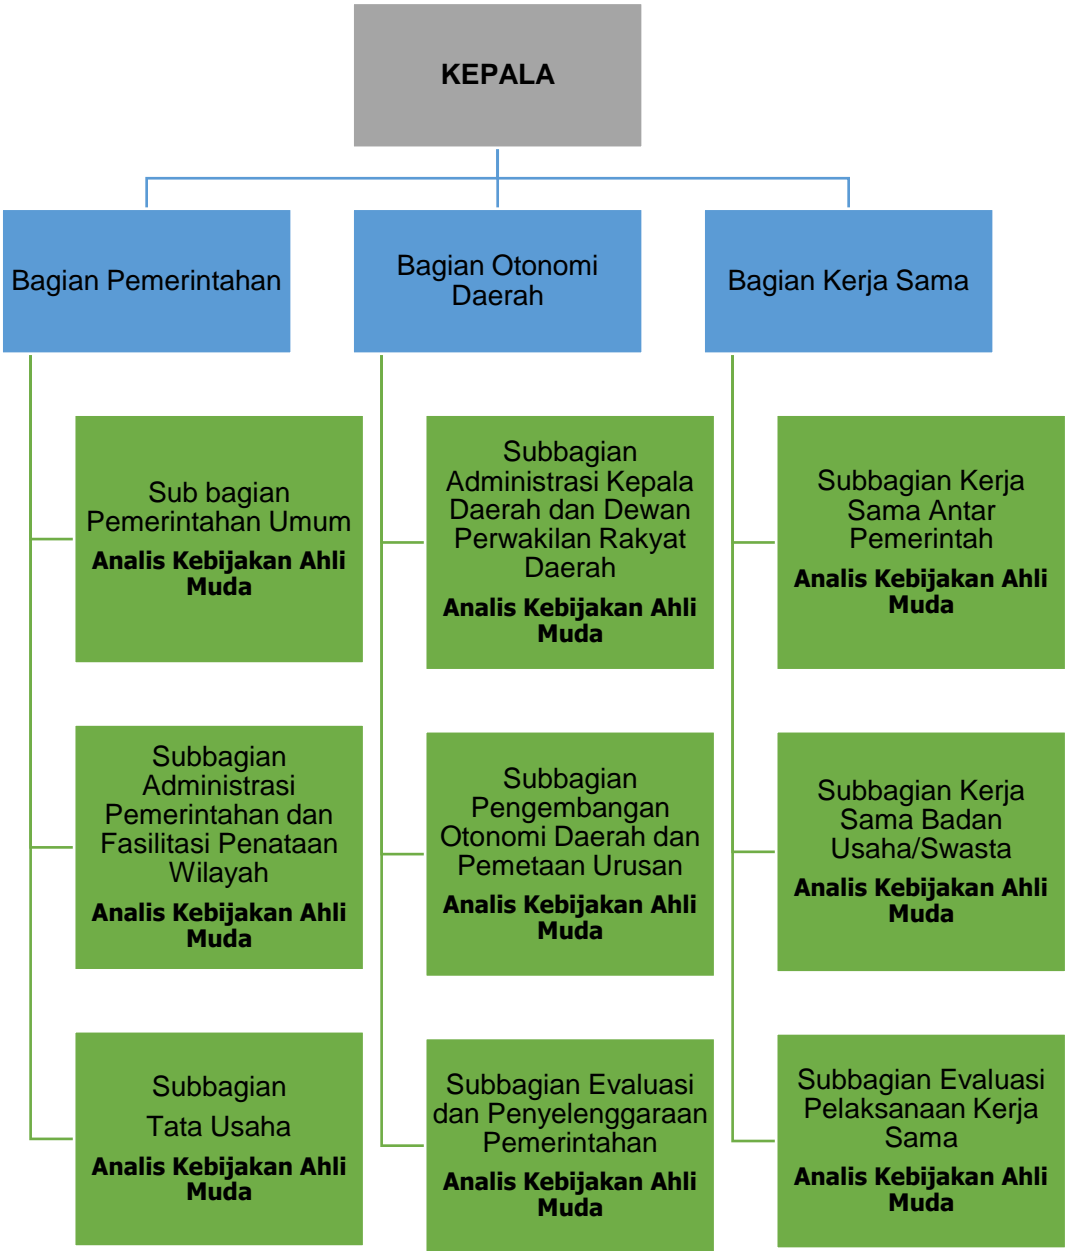 KEPALA
Bagian Pemerintahan
Bagian Otonomi
Daerah
Bagian Kerja Sama
Sub bagian
Pemerintahan Umum
Analis Kebijakan Ahli
Muda
Subbagian
Administrasi
Pemerintahan dan
Fasilitasi Penataan
Wilayah
Analis Kebijakan Ahli
Muda
Subbagian
Tata Usaha
Analis Kebijakan Ahli
Muda
Subbagian
Administrasi Kepala
Daerah dan Dewan
Perwakilan Rakyat
Daerah
Analis Kebijakan Ahli
Muda
Subbagian
Pengembangan
Otonomi Daerah dan
Pemetaan Urusan
Analis Kebijakan Ahli
Muda
Subbagian Evaluasi
dan Penyelenggaraan
Pemerintahan
Analis Kebijakan Ahli
Muda
Subbagian Kerja
Sama Antar
Pemerintah
Analis Kebijakan Ahli
Muda
Subbagian Kerja
Sama Badan
Usaha/Swasta
Analis Kebijakan Ahli
Muda
Subbagian Evaluasi
Pelaksanaan Kerja
Sama
Analis Kebijakan Ahli
Muda